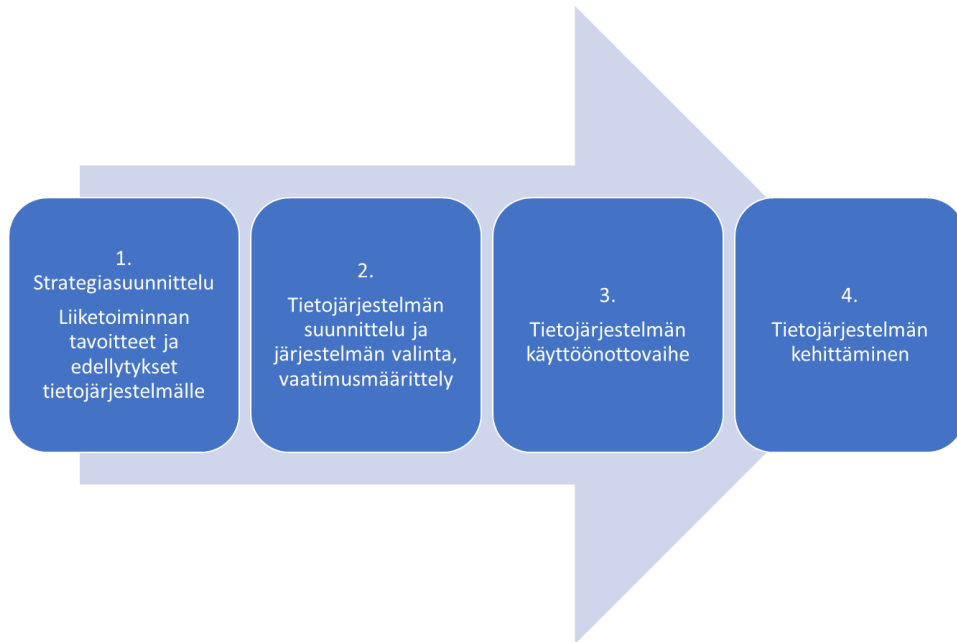 1.
Strategiasuunnittelu
Liiketoiminnan
tavoitteet ja
edellytykset
tietojärjestelmälle
2.
Tietojärjestelmän
suunnittelu ja
järjestelmän valinta,
vaatimusmäärittely
3.
Tietojärjestelmän
käyttöönottovaihe
4.
Tietojärjestelmän
kehittäminen